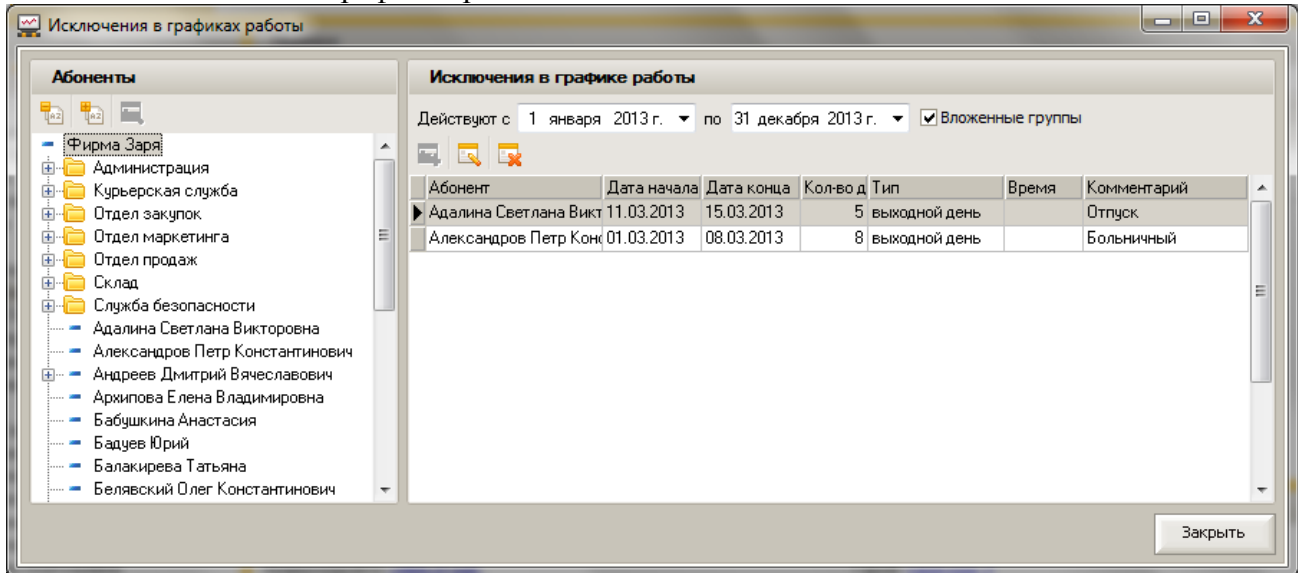 Исключения в графиках работы
Абоненты
Фирма Заря
Администрация
Курьерская служба
Отдел закупок
Отдел маркетинга
Отдел продаж
Склад
Служба безопасности
Адалина Светлана Викторовна
Александров Петр Константинович
Андреев Дмитрий Вячеславович
Архипова Елена Владимировна
Бабушкина Анастасия
Бадуев Юрий
Балакирева Татьяна
Белявский Олег Константинович
Исключения в графике работы
Действуют с 1 января 2013 г. по 31 декабря 2013 г. Вложенные группы
Абонент Дата начала Дата конца Кол-во д Тип Время Комментарий
Адалина Светлана Викт 11.03.2013 15.03.2013 5 выходной день Отпуск
Александров Петр Конс 01.03.2013 08.03.2013 8 выходной день Больничный
Закрыть